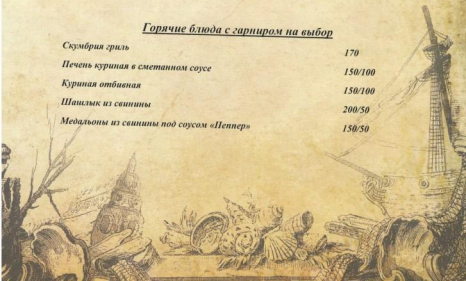 Горячие блюда с гарниром на выбор
Скумбрия гриль 170
Печень куриная в сметанном соусе 150/100
Куриная отбивная 150/100
Шашлык из свинины 200/50
Медальоны из свинины под соусом «Пеппер» 150/50